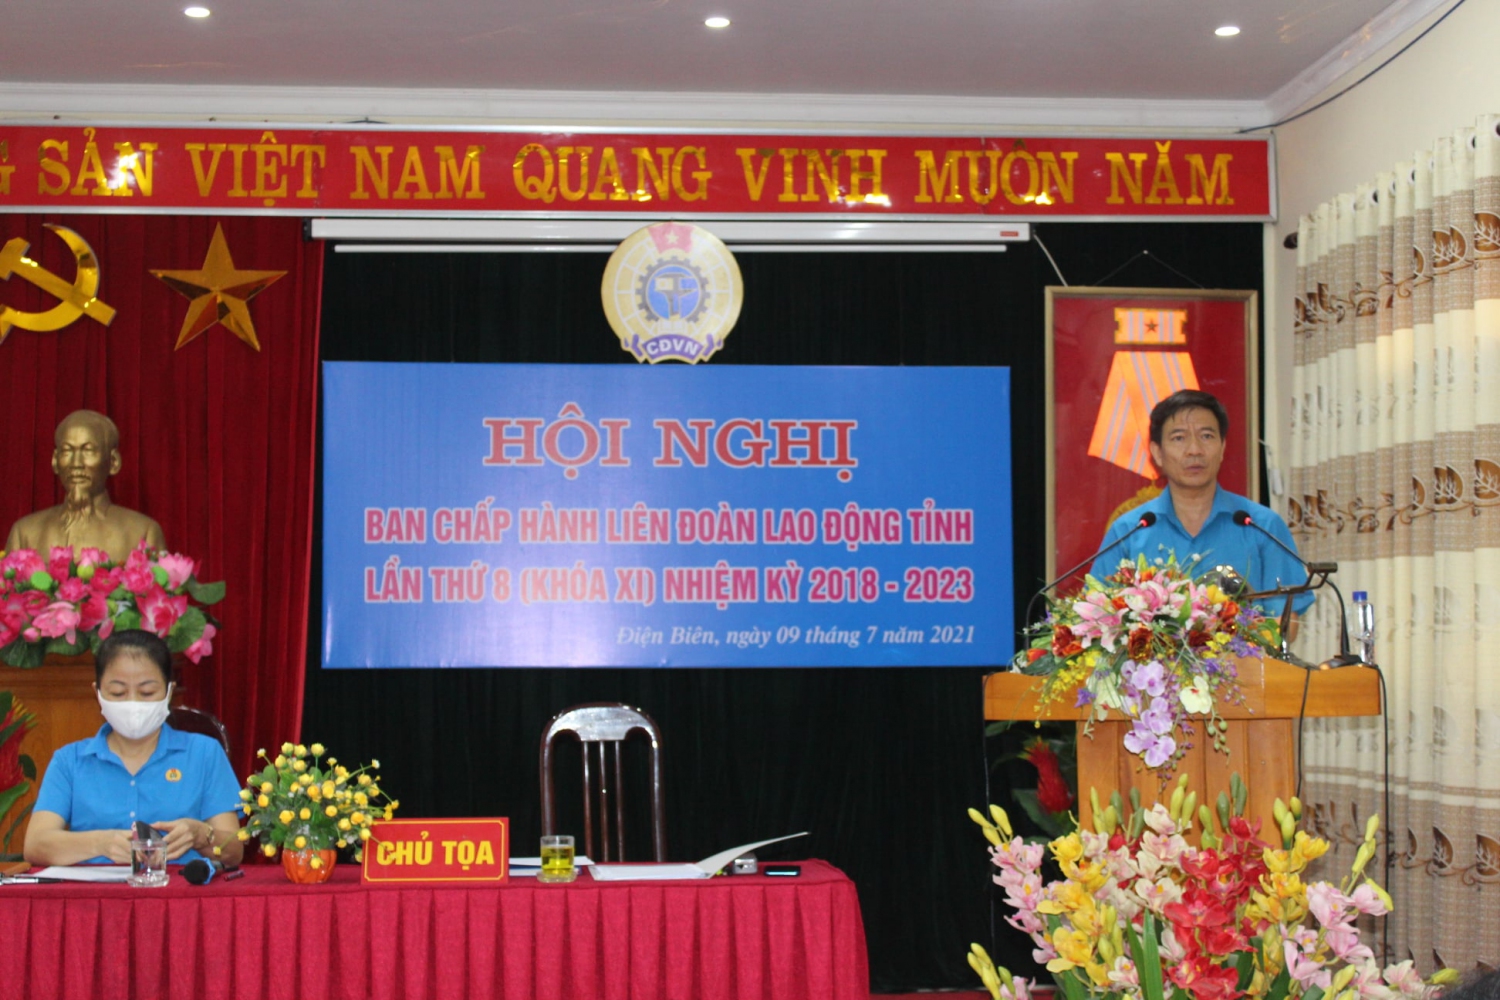 SẢN VIỆT NAM QUANG VINH MUÔN NĂM
CĐVN
HỘI NGHỊ
BAN CHẤP HÀNH LIÊN ĐOÀN LAO ĐỘNG TỈNH
LẦN THỨ 8 (KHÓA XI) NHIỆM KỲ 2018 - 2023
Điện Biên, ngày 09 tháng 7 năm 2021
CHỦ TỌA